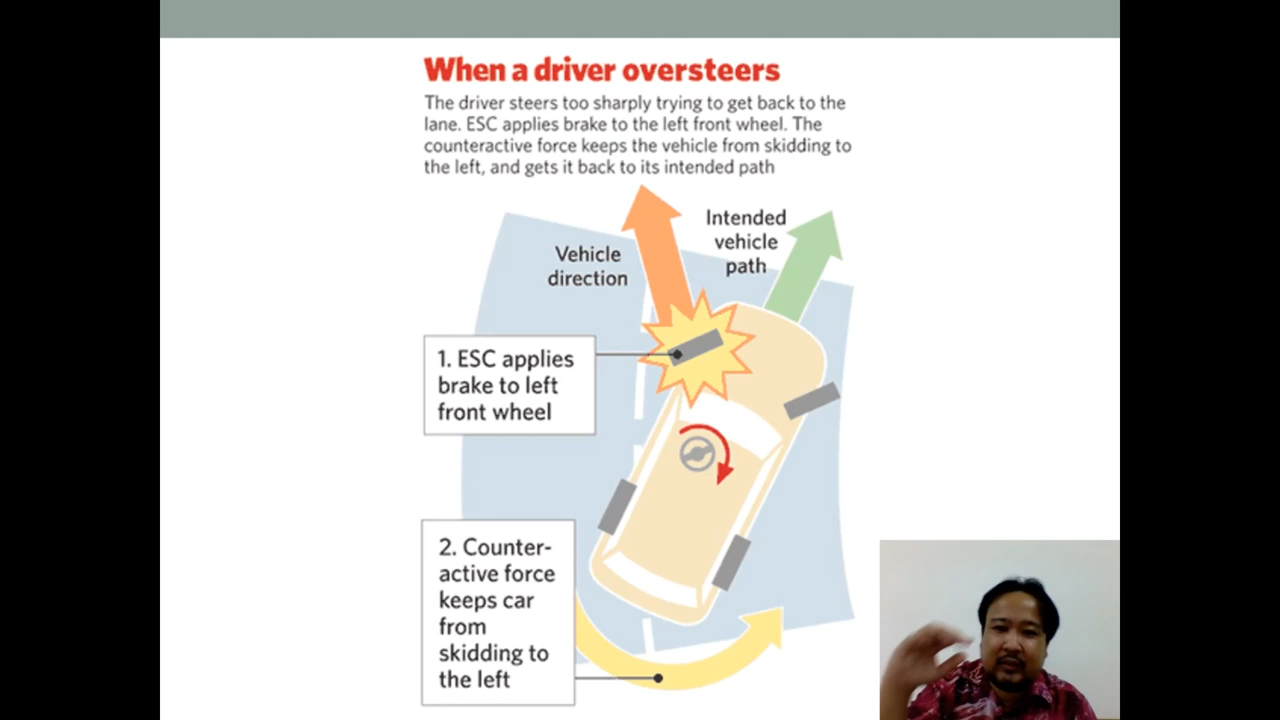 When a driver oversteers
The driver steers too sharply trying to get back to the
lane. ESC applies brake to the left front wheel. The
counteractive force keeps the vehicle from skidding to
the left, and gets it back to its intended path
Vehicle
direction
Intended
vehicle
path
1. ESC applies
brake to left
front wheel
2. Counter-
active force
keeps car
from
skidding to
the left